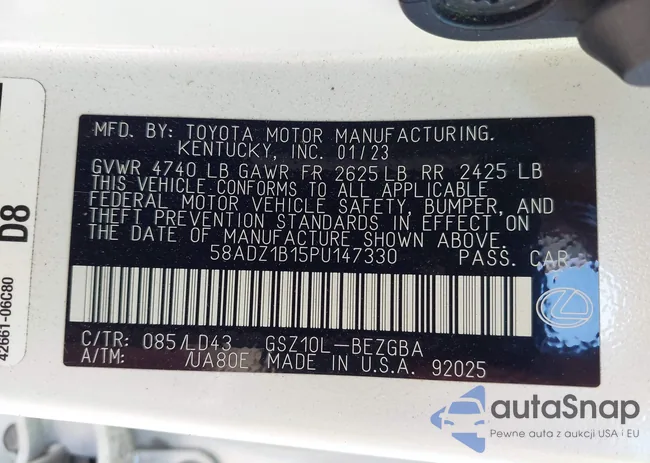 MFD. BY: TOYOTA MOTOR MANUFACTURING.
KENTUCKY, INC. 01/23
GVWR 4740 LB GAWR FR 2625 LB RR 2425 LB
THIS VEHICLE CONFORMS TO ALL APPLICABLE
FEDERAL MOTOR VEHICLE SAFETY, BUMPER, AND
THEFT PREVENTION STANDARDS IN EFFECT ON
THE DATE OF MANUFACTURE SHOWN ABOVE.
58ADZ1B15PU147330 PASS. CAR
C/TR: 085/LD43 GSZ10L-BEZGBA
A/TM: /UA80E MADE IN U.S.A. 92025
D8
42661-06C80
autaSnap
Pewne auta z aukcji USA i EU